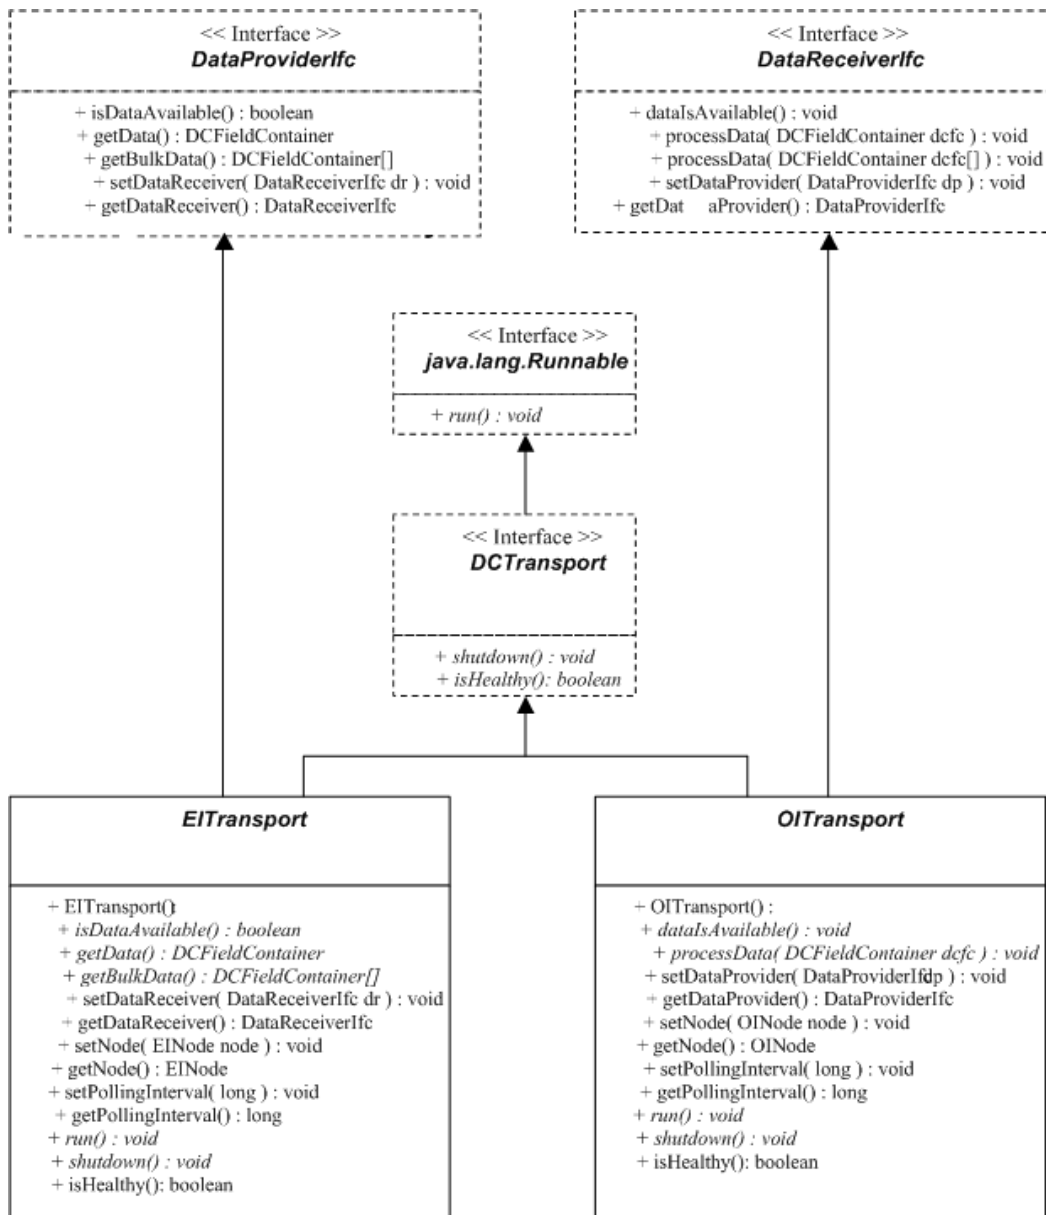 << Interface >>
DataProviderIfc
+ isDataAvailable() : boolean
+ getData() : DCFieldContainer
+ getBulkData() : DCFieldContainer[]
+ setDataReceiver( DataReceiverIfc dr ) : void
+ getDataReceiver() : DataReceiverIfc
<< Interface >>
DataReceiverIfc
+ dataIsAvailable() : void
+ processData( DCFieldContainer dcfc ) : void
+ processData( DCFieldContainer dcfc[] ) : void
+ setDataProvider( DataProviderIfc dp ) : void
+ getDat aProvider() : DataProviderIfc
<< Interface >>
java.lang.Runnable
+ run() : void
<< Interface >>
DCTransport
+ shutdown() : void
+ isHealthy(): boolean
EITransport
+ EITransport():
+ isDataAvailable() : boolean
+ getData() : DCFieldContainer
+ getBulkData() : DCFieldContainer[]
+ setDataReceiver( DataReceiverIfc dr ) : void
+ getDataReceiver() : DataReceiverIfc
+ setNode( EINode node ) : void
+ getNode() : EINode
+ setPollingInterval( long ) : void
+ getPollingInterval() : long
+ run() : void
+ shutdown() : void
+ isHealthy(): boolean
OITransport
+ OITransport() :
+ dataIsAvailable() : void
+ processData( DCFieldContainer dcfc ) : void
+ setDataProvider( DataProviderIfc dp ) : void
+ getDataProvider() : DataProviderIfc
+ setNode( OINode node ) : void
+ getNode() : OINode
+ setPollingInterval( long ) : void
+ getPollingInterval() : long
+ run() : void
+ shutdown() : void
+ isHealthy(): boolean